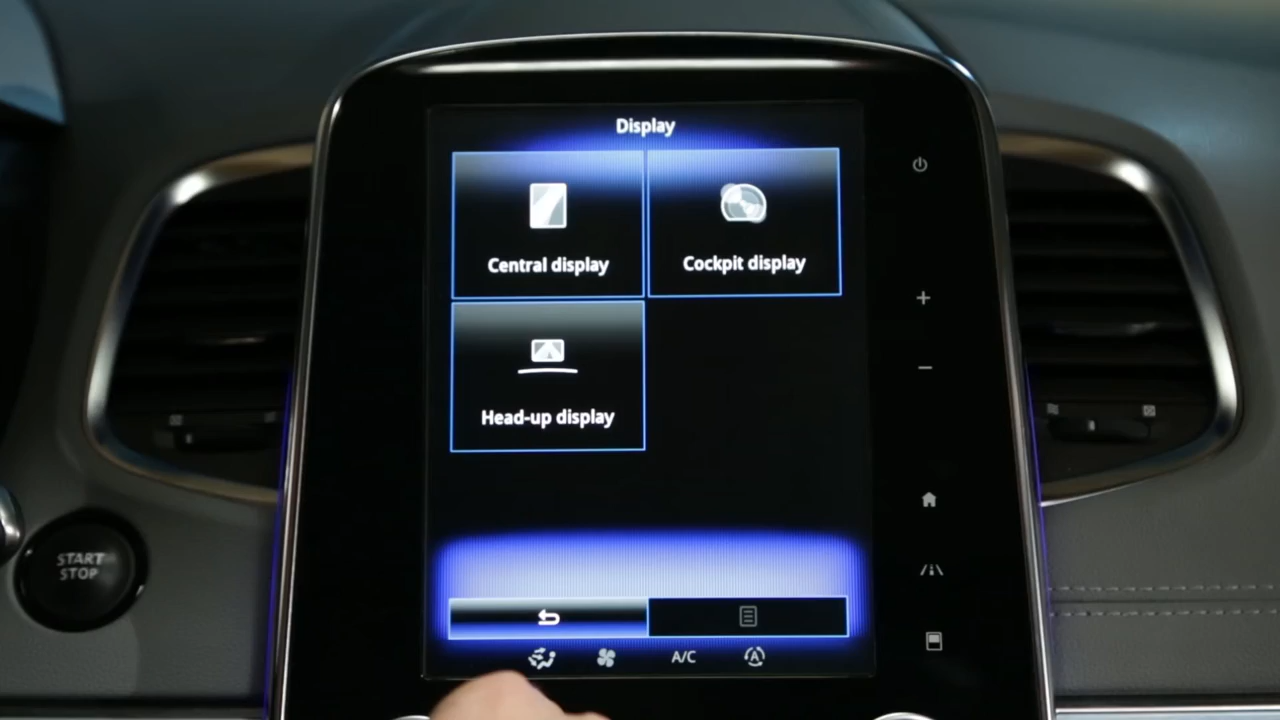 Display
Central display
Cockpit display
Head-up display
START
STOP
A/C
A